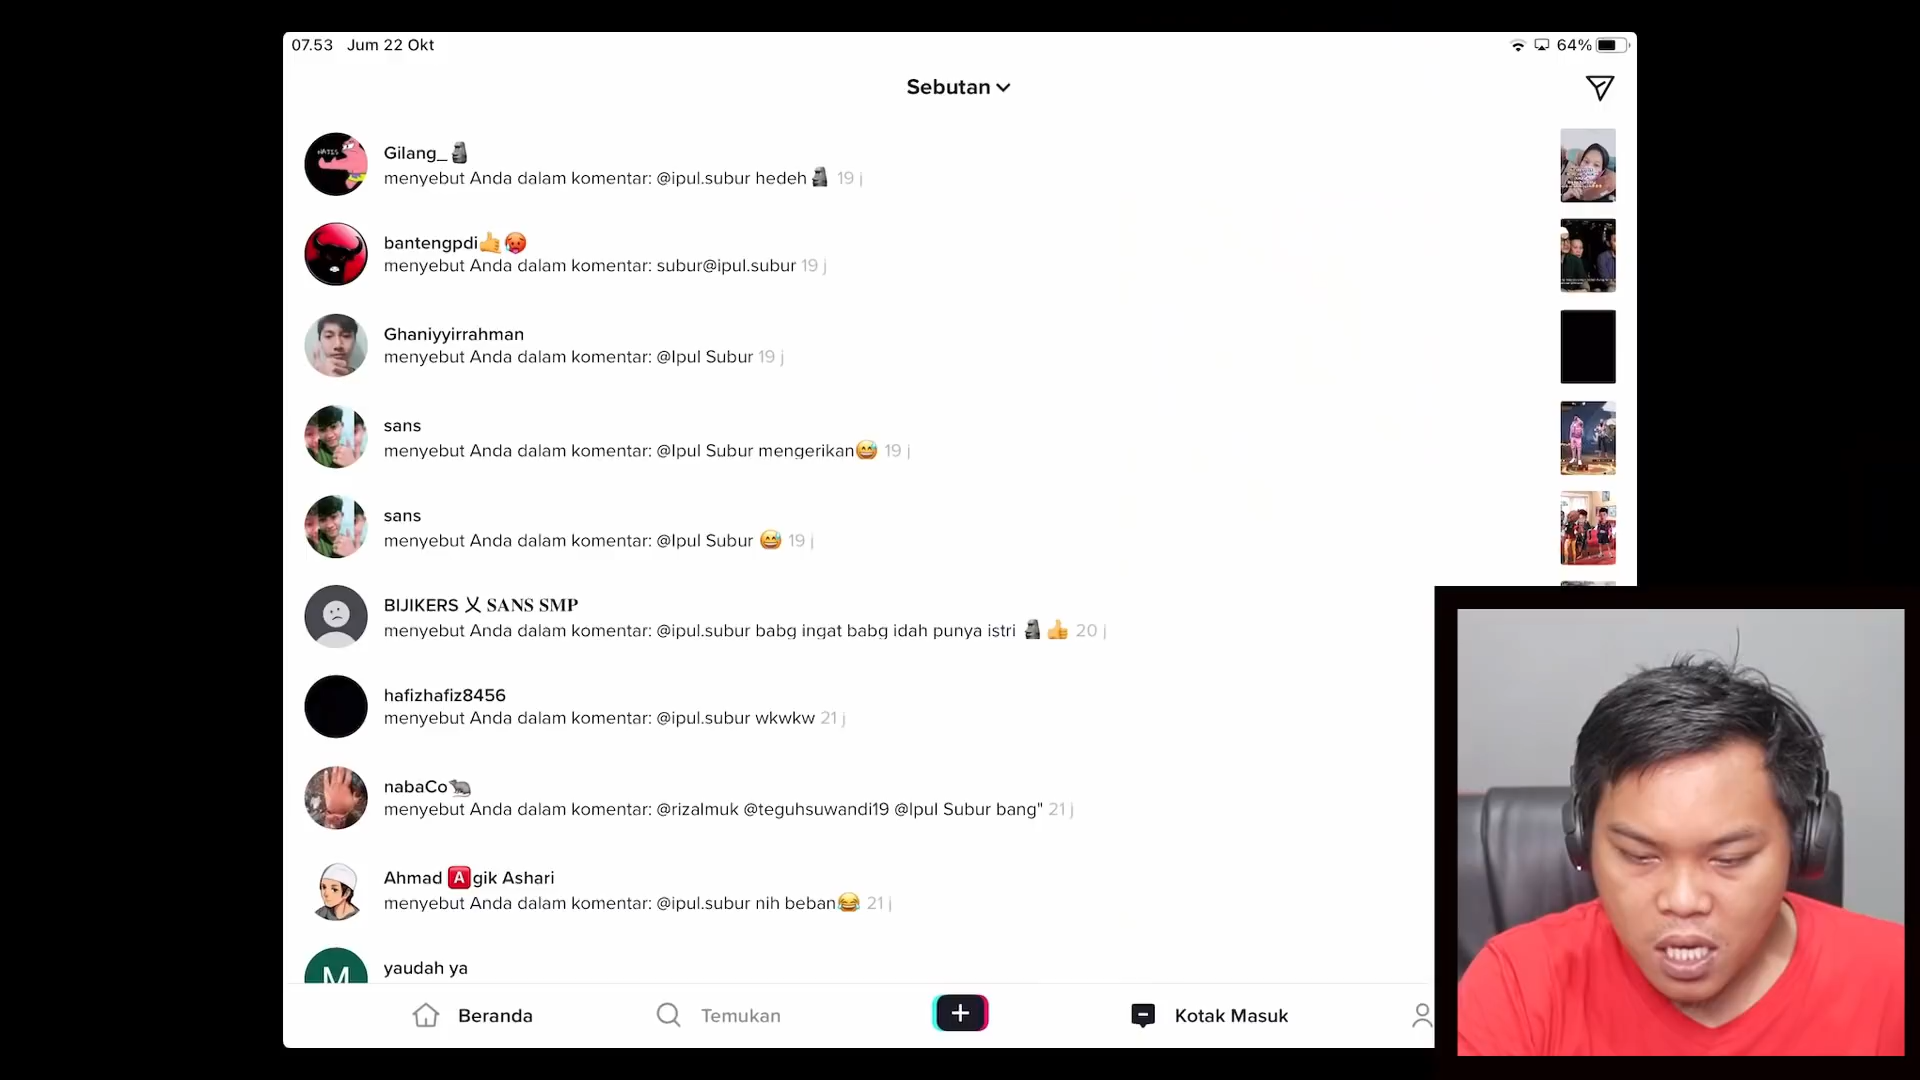 07.53 Jum 22 Okt
64%
Sebutan
Gilang_🗿
menyebut Anda dalam komentar: @ipul.subur hedeh 🗿 19 j
bantengpdi🤙🥵
menyebut Anda dalam komentar: subur@ipul.subur 19 j
Ghaniyyirrahman
menyebut Anda dalam komentar: @Ipul Subur 19 j
sans
menyebut Anda dalam komentar: @Ipul Subur mengerikan😅 19 j
sans
menyebut Anda dalam komentar: @Ipul Subur 😅 19 j
BIJIKERS 乂 𝐒𝐀𝐍𝐒 𝐒𝐌𝐏
menyebut Anda dalam komentar: @ipul.subur babg ingat babg idah punya istri 🗿👍 20 j
hafizhafiz8456
menyebut Anda dalam komentar: @ipul.subur wkwkw 21 j
nabaCo🐀
menyebut Anda dalam komentar: @rizalmuk @teguhsuwandi19 @Ipul Subur bang" 21 j
Ahmad 🅰️gik Ashari
menyebut Anda dalam komentar: @ipul.subur nih beban😂 21 j
M
yaudah ya
Beranda
Temukan
Kotak Masuk